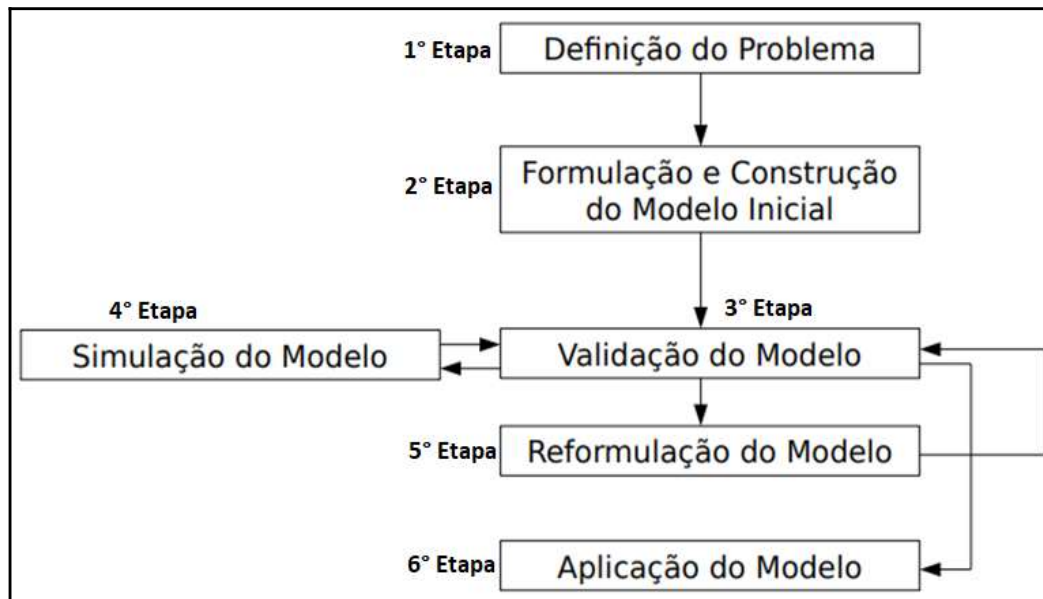 1° Etapa
Definição do Problema
2° Etapa
Formulação e Construção
do Modelo Inicial
4° Etapa
3° Etapa
Simulação do Modelo
Validação do Modelo
5° Etapa
Reformulação do Modelo
6° Etapa
Aplicação do Modelo